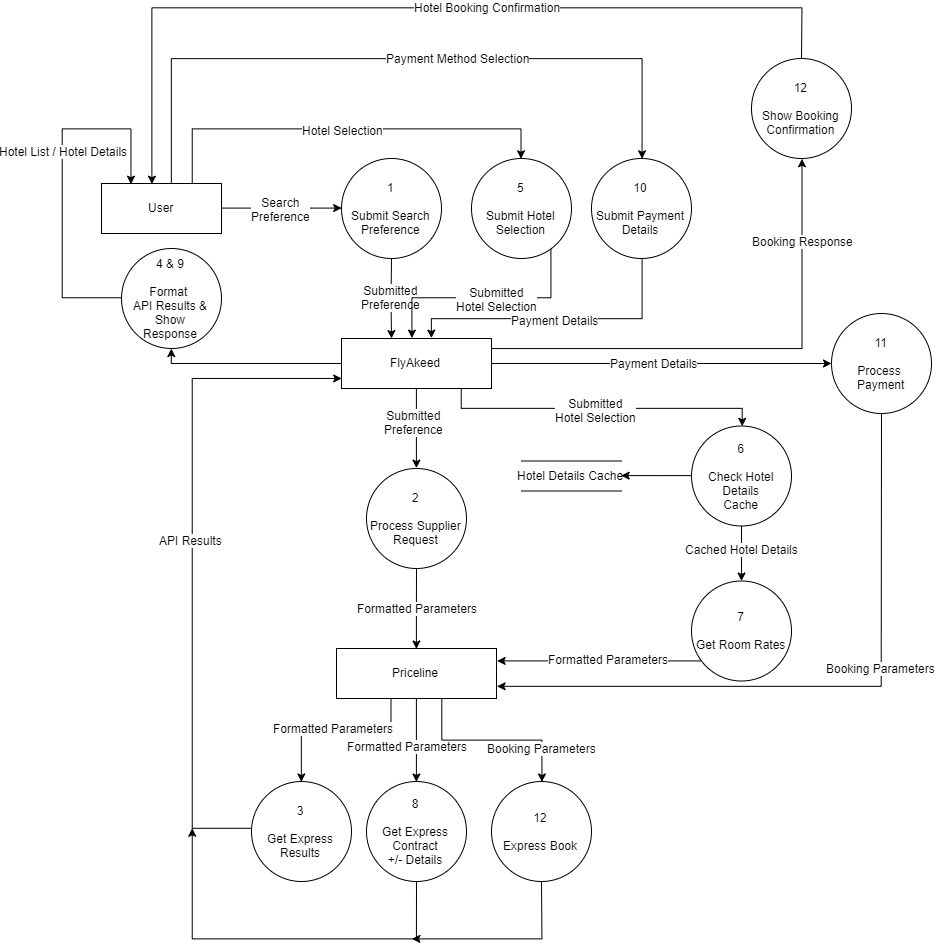 Hotel Booking Confirmation
Payment Method Selection
12
Show Booking
Confirmation
Hotel Selection
Hotel List / Hotel Details
User
Search
Preference
1
Submit Search
Preference
5
Submit Hotel
Selection
10
Submit Payment
Details
Booking Response
4 & 9
Format
API Results &
Show
Response
Submitted
Preference
Submitted
Hotel Selection
Payment Details
FlyAkeed
Payment Details
11
Process
Payment
Submitted
Preference
Submitted
Hotel Selection
6
Check Hotel
Details
Cache
Hotel Details Cache
2
Process Supplier
Request
API Results
Cached Hotel Details
Formatted Parameters
7
Get Room Rates
Priceline
Formatted Parameters
Booking Parameters
Formatted Parameters
Formatted Parameters
Booking Parameters
3
Get Express
Results
8
Get Express
Contract
+/- Details
12
Express Book